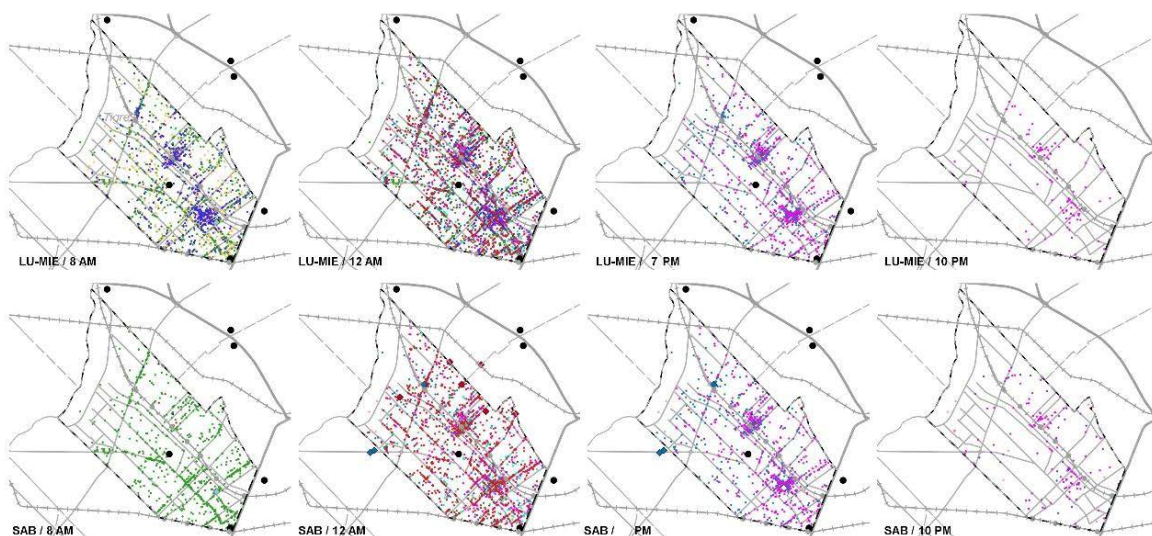 Tigre
LU-MIE / 8 AM
LU-MIE / 12 AM
LU-MIE / 7 PM
LU-MIE / 10 PM
SAB / 8 AM
SAB / 12 AM
SAB / PM
SAB / 10 PM